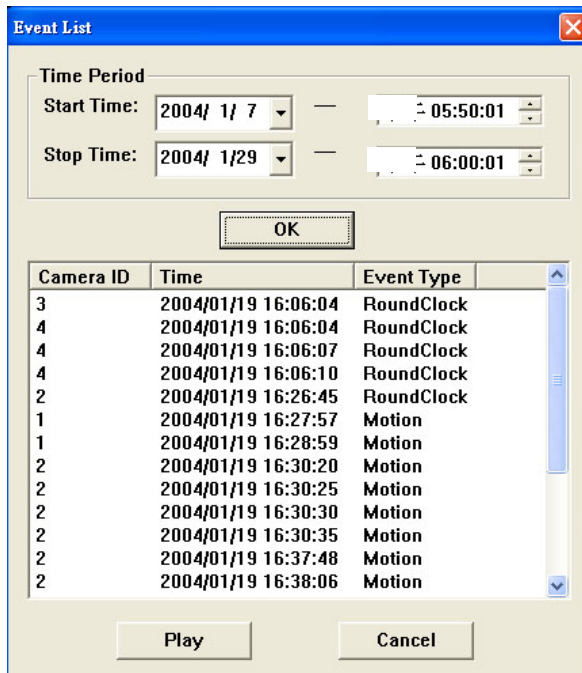 Event List
Time Period
Start Time: 2004/ 1/ 7 — 05:50:01
Stop Time: 2004/ 1/29 — 06:00:01
OK
Camera ID Time Event Type
3 2004/01/19 16:06:04 RoundClock
4 2004/01/19 16:06:04 RoundClock
4 2004/01/19 16:06:07 RoundClock
4 2004/01/19 16:06:10 RoundClock
2 2004/01/19 16:26:45 RoundClock
1 2004/01/19 16:27:57 Motion
1 2004/01/19 16:28:59 Motion
2 2004/01/19 16:30:20 Motion
2 2004/01/19 16:30:25 Motion
2 2004/01/19 16:30:30 Motion
2 2004/01/19 16:30:35 Motion
2 2004/01/19 16:37:48 Motion
2 2004/01/19 16:38:06 Motion
Play Cancel